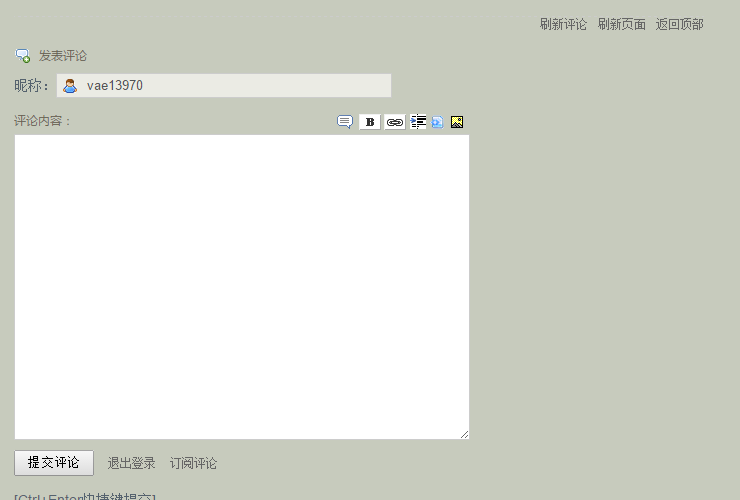 刷新评论 刷新页面 返回顶部
发表评论
昵称： vae13970
评论内容： B
提交评论 退出登录 订阅评论
[Ctrl+Enter快捷键提交]